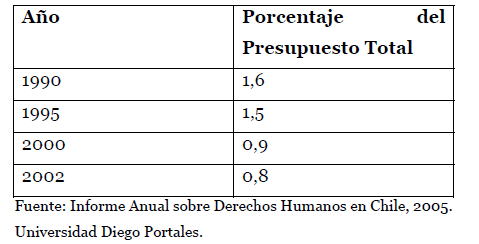 Año Porcentaje del
Presupuesto Total
1990 1,6
1995 1,5
2000 0,9
2002 0,8
Fuente: Informe Anual sobre Derechos Humanos en Chile, 2005.
Universidad Diego Portales.